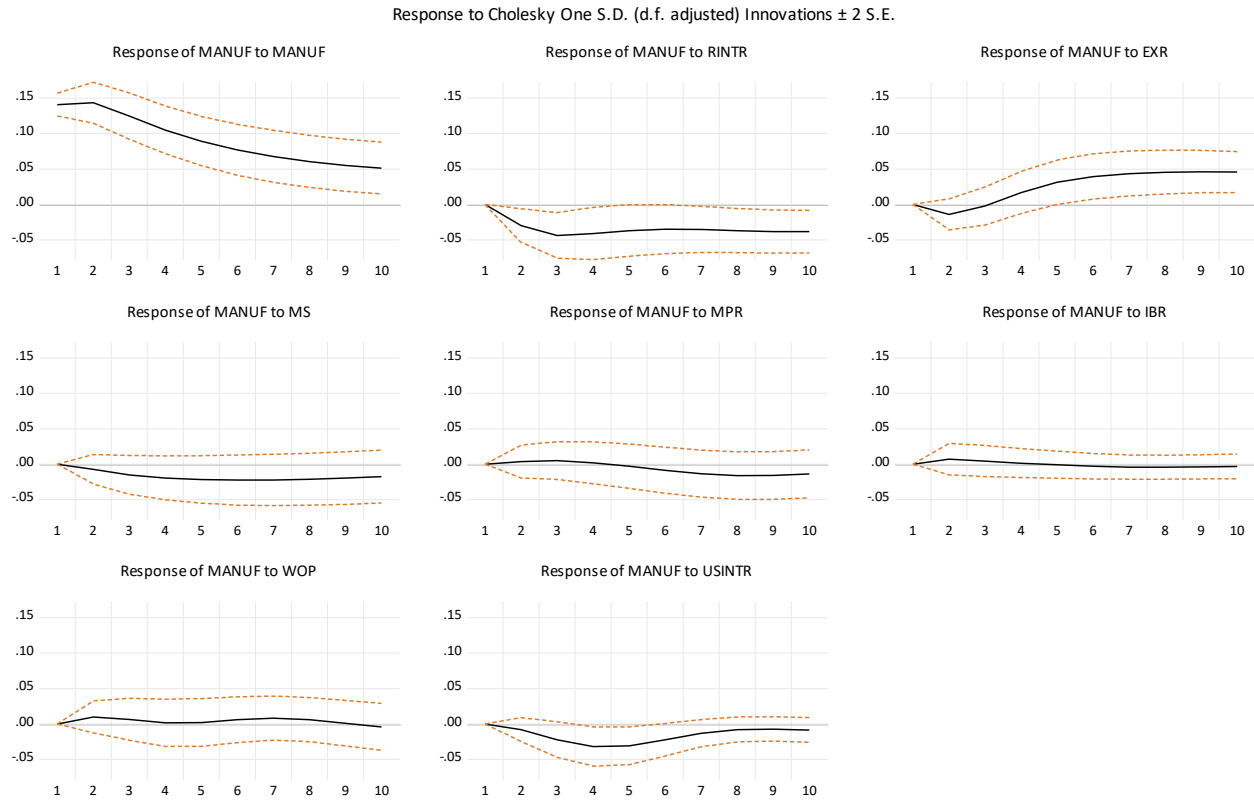 Response to Cholesky One S.D. (d.f. adjusted) Innovations ± 2 S.E.
Response of MANUF to MANUF
.15
.10
.05
.00
-.05
1 2 3 4 5 6 7 8 9 10
Response of MANUF to RINTR
.15
.10
.05
.00
-.05
1 2 3 4 5 6 7 8 9 10
Response of MANUF to EXR
.15
.10
.05
.00
-.05
1 2 3 4 5 6 7 8 9 10
Response of MANUF to MS
.15
.10
.05
.00
-.05
1 2 3 4 5 6 7 8 9 10
Response of MANUF to MPR
.15
.10
.05
.00
-.05
1 2 3 4 5 6 7 8 9 10
Response of MANUF to IBR
.15
.10
.05
.00
-.05
1 2 3 4 5 6 7 8 9 10
Response of MANUF to WOP
.15
.10
.05
.00
-.05
1 2 3 4 5 6 7 8 9 10
Response of MANUF to USINTR
.15
.10
.05
.00
-.05
1 2 3 4 5 6 7 8 9 10